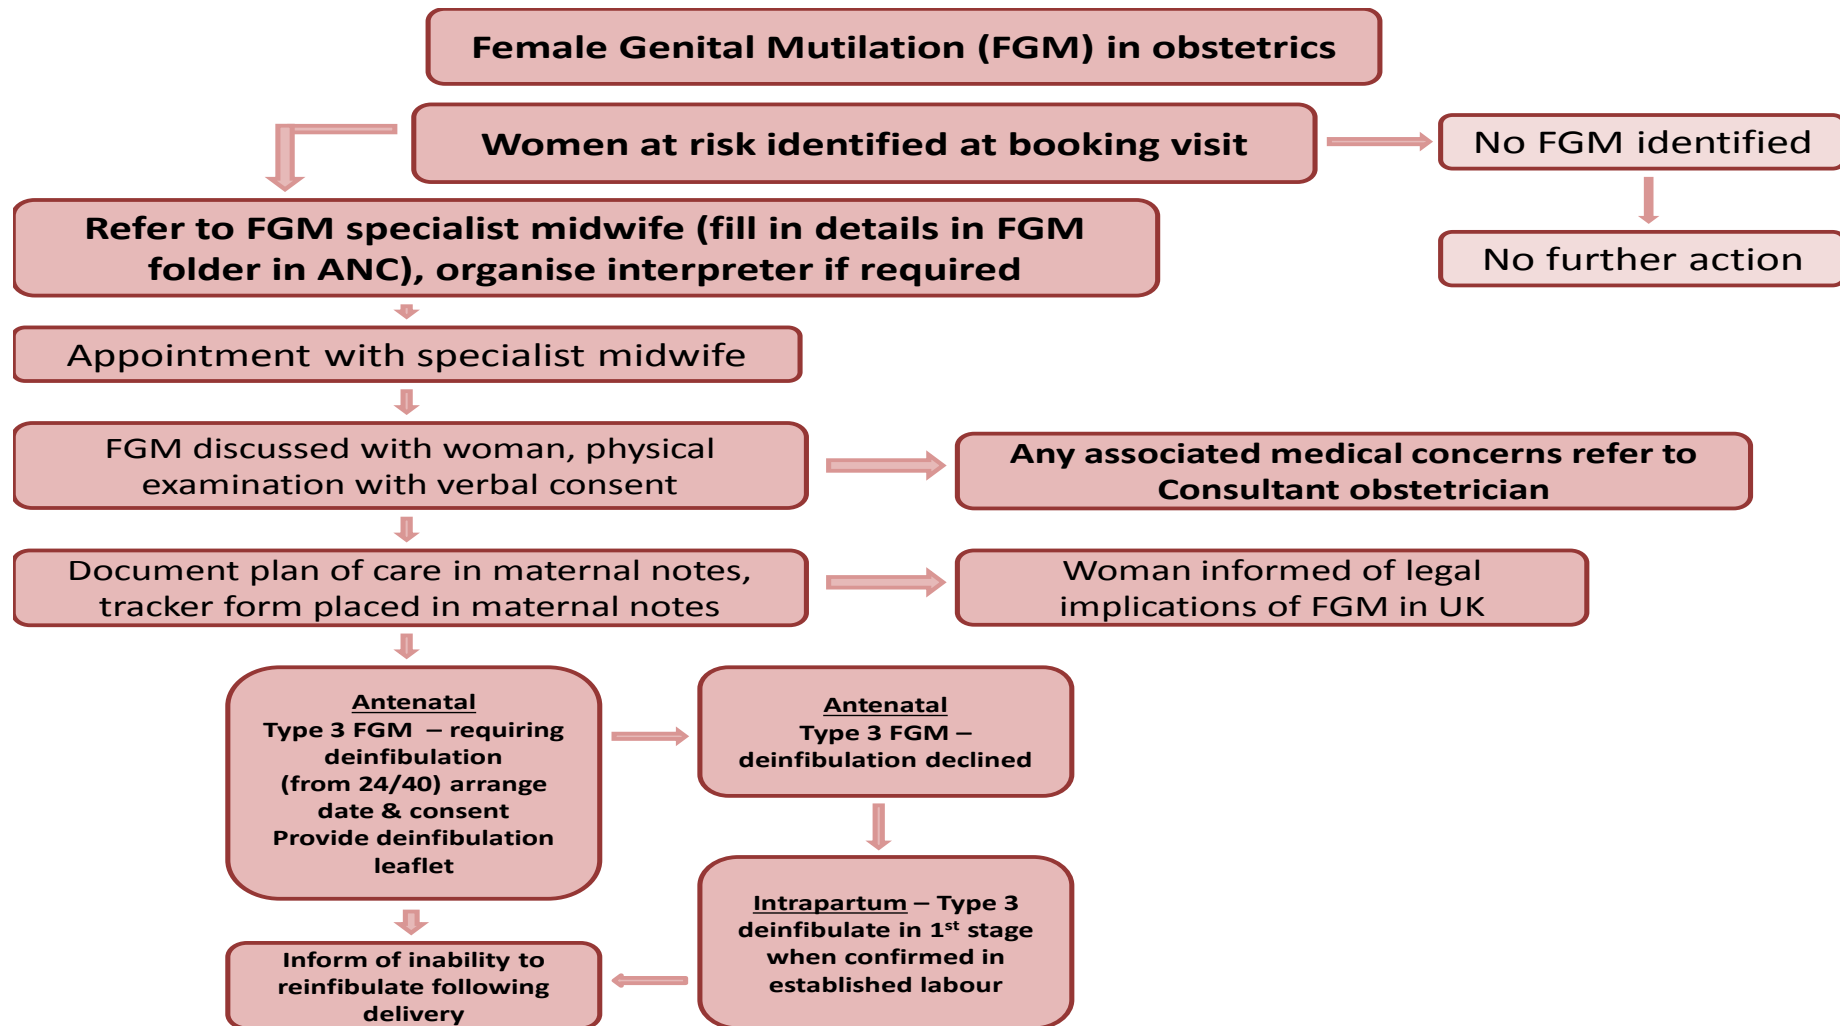 Female Genital Mutilation (FGM) in obstetrics
Women at risk identified at booking visit
No FGM identified
No further action
Refer to FGM specialist midwife (fill in details in FGM
folder in ANC), organise interpreter if required
Appointment with specialist midwife
FGM discussed with woman, physical
examination with verbal consent
Any associated medical concerns refer to
Consultant obstetrician
Document plan of care in maternal notes,
tracker form placed in maternal notes
Woman informed of legal
implications of FGM in UK
Antenatal
Type 3 FGM – requiring
deinfibulation
(from 24/40) arrange
date & consent
Provide deinfibulation
leaflet
Antenatal
Type 3 FGM –
deinfibulation declined
Intrapartum – Type 3
deinfibulate in 1st stage
when confirmed in
established labour
Inform of inability to
reinfibulate following
delivery